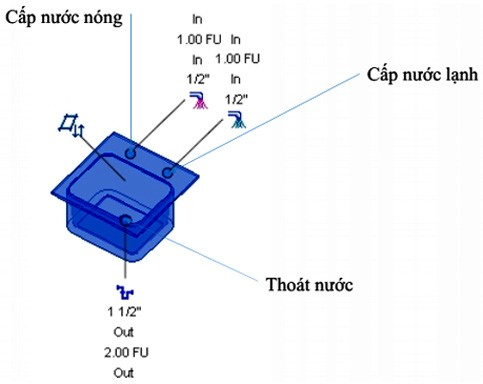 Cấp nước nóng
In
1.00 FU
In
1/2"
In
1.00 FU
In
1/2"
Cấp nước lạnh
Thoát nước
1 1/2"
Out
2.00 FU
Out